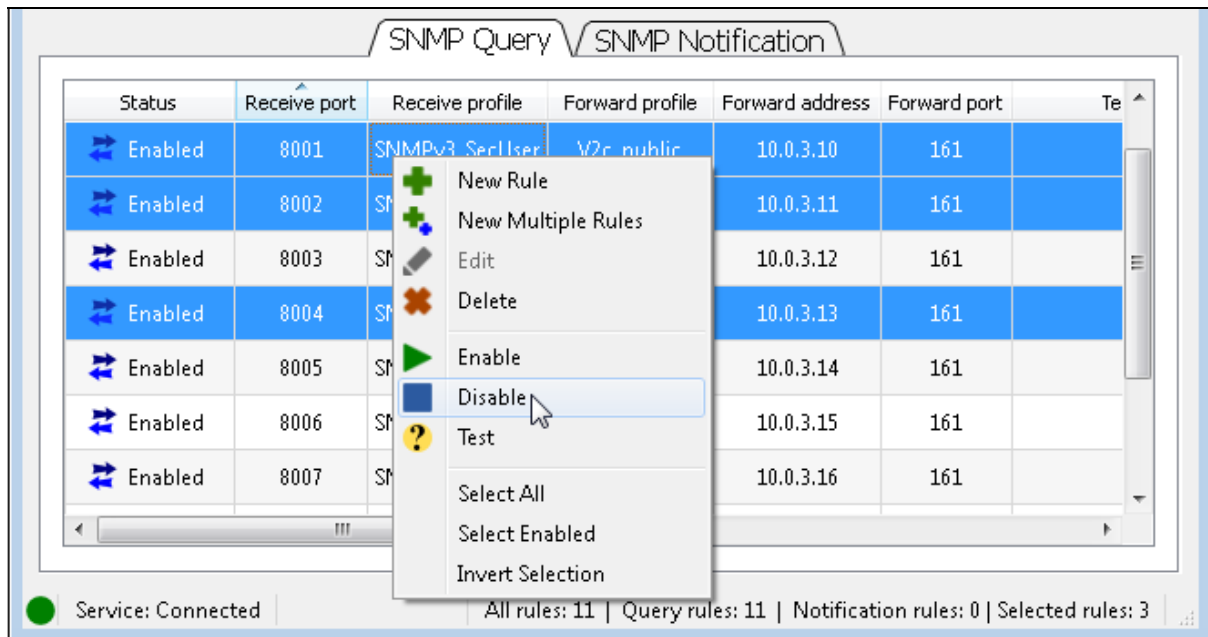 SNMP Query SNMP Notification
Status Receive port Receive profile Forward profile Forward address Forward port Te
Enabled 8001 SNMPv3_SecUser V2c_public 10.0.3.10 161
Enabled 8002 10.0.3.11 161
Enabled 8003 10.0.3.12 161
Enabled 8004 10.0.3.13 161
Enabled 8005 10.0.3.14 161
Enabled 8006 10.0.3.15 161
Enabled 8007 10.0.3.16 161
New Rule
New Multiple Rules
Edit
Delete
Enable
Disable
? Test
Select All
Select Enabled
Invert Selection
Service: Connected All rules: 11 | Query rules: 11 | Notification rules: 0 | Selected rules: 3